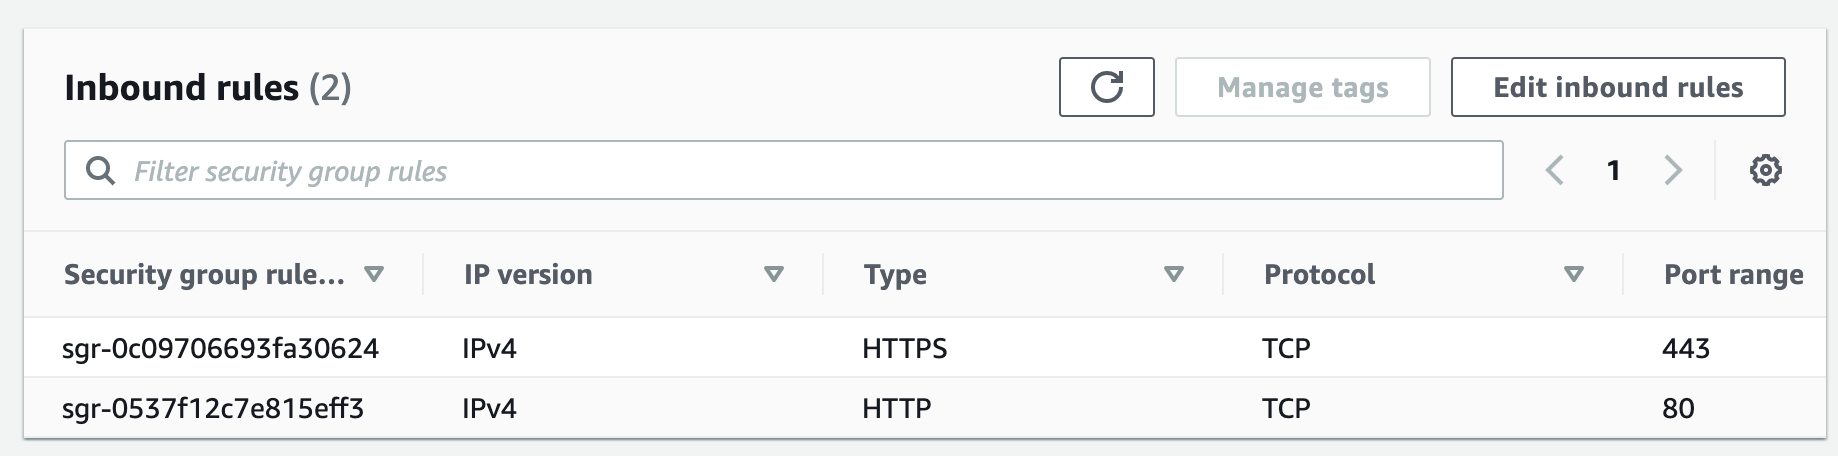 Inbound rules (2)
Manage tags
Edit inbound rules
Filter security group rules
1
Security group rule... IP version Type Protocol Port range
sgr-0c09706693fa30624 IPv4 HTTPS TCP 443
sgr-0537f12c7e815eff3 IPv4 HTTP TCP 80